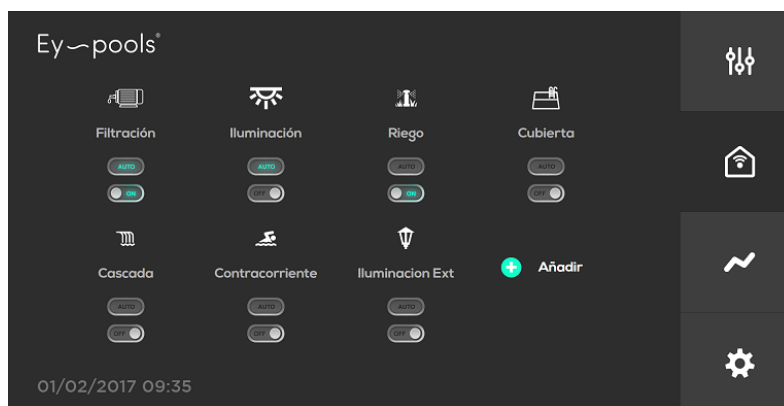 Ey-pools®
Filtración Iluminación Riego Cubierta
AUTO AUTO AUTO AUTO
ON OFF ON OFF
Cascada Contracorriente Iluminacion Ext Añadir
AUTO AUTO AUTO
OFF OFF OFF
01/02/2017 09:35